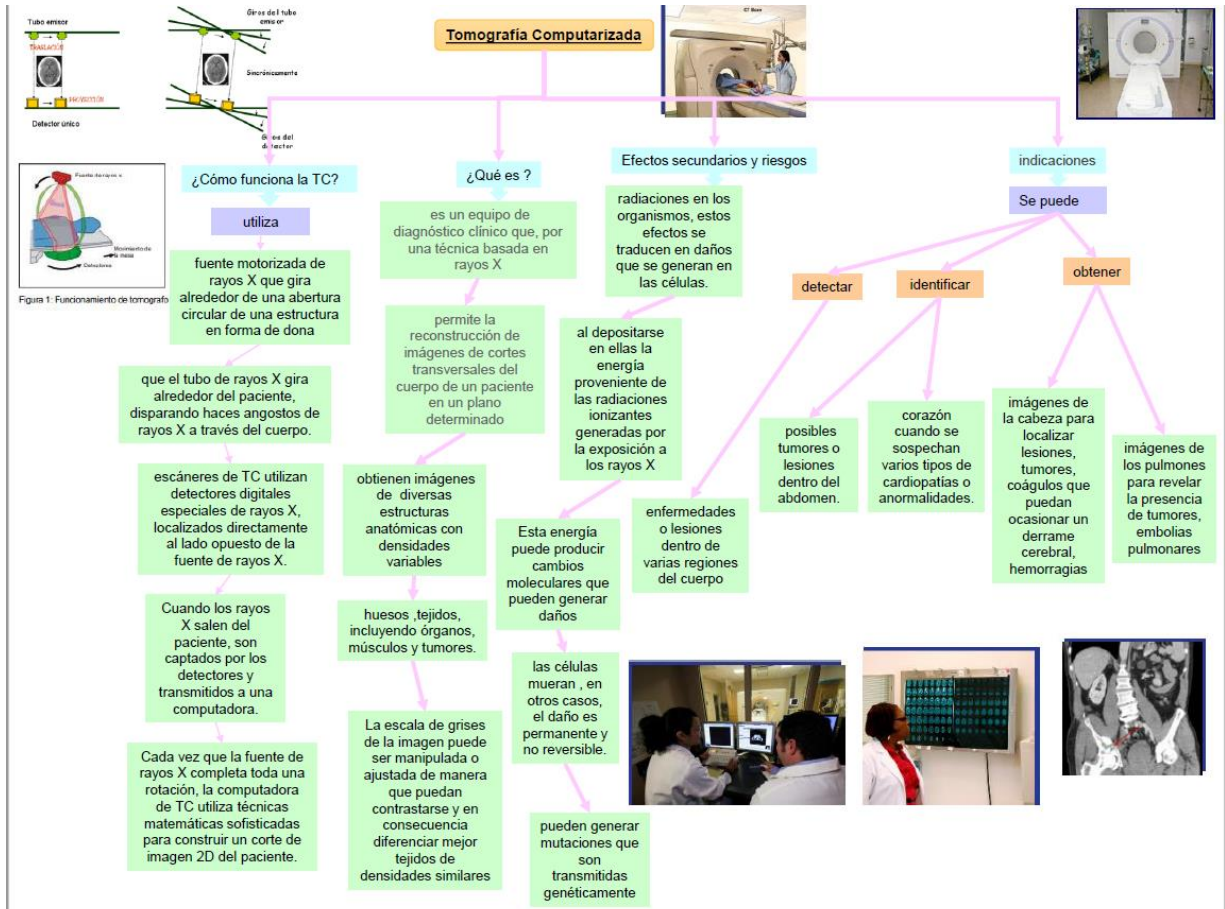 Tomografía Computarizada
Tubo emisor
TRASLACIÓN
Detector único
Giros del tubo
emisor
Sincrónicamente
Giros del
detector
Fuente de rayos x
Movimiento de
la mesa
Detectores
Figura 1: Funcionamiento de tomografo
¿Cómo funciona la TC?
utiliza
fuente motorizada de
rayos X que gira
alrededor de una abertura
circular de una estructura
en forma de dona
que el tubo de rayos X gira
alrededor del paciente,
disparando haces angostos de
rayos X a través del cuerpo.
escáneres de TC utilizan
detectores digitales
especiales de rayos X,
localizados directamente
al lado opuesto de la
fuente de rayos X.
Cuando los rayos
X salen del
paciente, son
captados por los
detectores y
transmitidos a una
computadora.
Cada vez que la fuente de
rayos X completa toda una
rotación, la computadora
de TC utiliza técnicas
matemáticas sofisticadas
para construir un corte de
imagen 2D del paciente.
¿Qué es ?
es un equipo de
diagnóstico clínico que, por
una técnica basada en
rayos X
permite la
reconstrucción de
imágenes de cortes
transversales del
cuerpo de un paciente
en un plano
determinado
obtienen imágenes
de diversas
estructuras
anatómicas con
densidades
variables
huesos ,tejidos,
incluyendo órganos,
músculos y tumores.
La escala de grises
de la imagen puede
ser manipulada o
ajustada de manera
que puedan
contrastarse y en
consecuencia
diferenciar mejor
tejidos de
densidades similares
Efectos secundarios y riesgos
radiaciones en los
organismos, estos
efectos se
traducen en daños
que se generan en
las células.
al depositarse
en ellas la
energía
proveniente de
las radiaciones
ionizantes
generadas por
la exposición a
los rayos X
Esta energía
puede producir
cambios
moleculares que
pueden generar
daños
las células
mueran , en
otros casos,
el daño es
permanente y
no reversible.
pueden generar
mutaciones que
son
transmitidas
genéticamente
indicaciones
Se puede
detectar
enfermedades
o lesiones
dentro de
varias regiones
del cuerpo
identificar
posibles
tumores o
lesiones
dentro del
abdomen.
corazón
cuando se
sospechan
varios tipos de
cardiopatías o
anormalidades.
obtener
imágenes de
la cabeza para
localizar
lesiones,
tumores,
coágulos que
puedan
ocasionar un
derrame
cerebral,
hemorragias
imágenes de
los pulmones
para revelar
la presencia
de tumores,
embolias
pulmonares